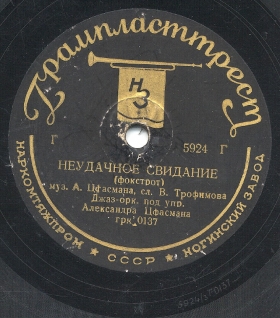 Грампласттрест
НЗ
Г 5924 Г
НЕУДАЧНОЕ СВИДАНИЕ
(фокстрот)
муз. А. Цфасмана, сл. В. Трофимова
Джаз-орк. под упр.
Александра Цфасмана
грк 0137
НАРКОМТЯЖПРОМ ★ СССР ★ НОГИНСКИЙ ЗАВОД